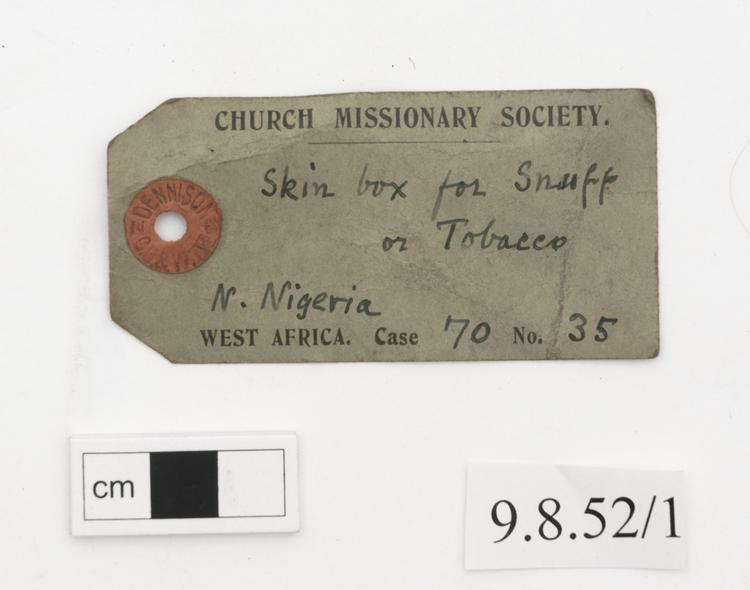 CHURCH MISSIONARY SOCIETY.
Skin box for Snuff
or Tobacco
N. Nigeria
WEST AFRICA. Case 70 No. 35
DENNISON
cm
9.8.52/1